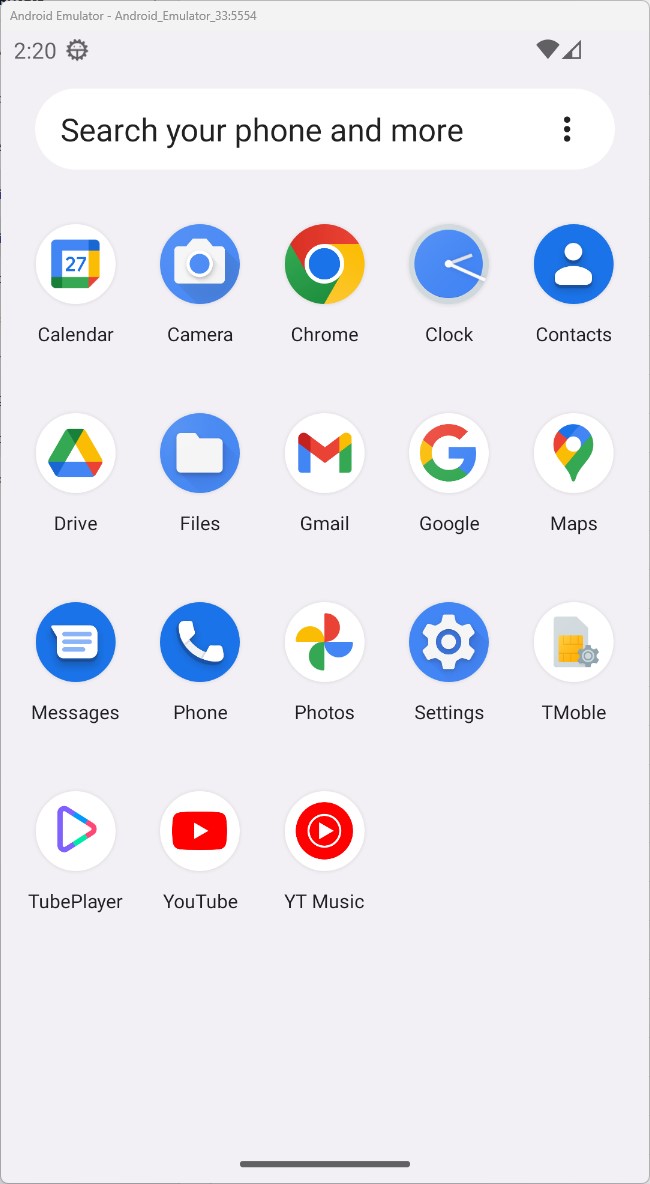 Android Emulator - Android_Emulator_33:5554
2:20
Search your phone and more
27
Calendar
Camera
Chrome
Clock
Contacts
Drive
Files
Gmail
Google
Maps
Messages
Phone
Photos
Settings
TMoble
TubePlayer
YouTube
YT Music